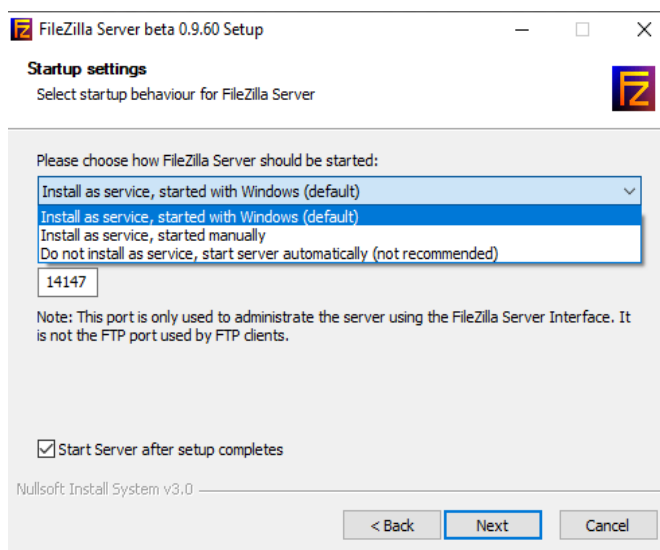 FileZilla Server beta 0.9.60 Setup
Startup settings
Select startup behaviour for FileZilla Server
Please choose how FileZilla Server should be started:
Install as service, started with Windows (default)
Install as service, started with Windows (default)
Install as service, started manually
Do not install as service, start server automatically (not recommended)
14147
Note: This port is only used to administrate the server using the FileZilla Server Interface. It
is not the FTP port used by FTP clients.
Start Server after setup completes
Nullsoft Install System v3.0
< Back Next Cancel